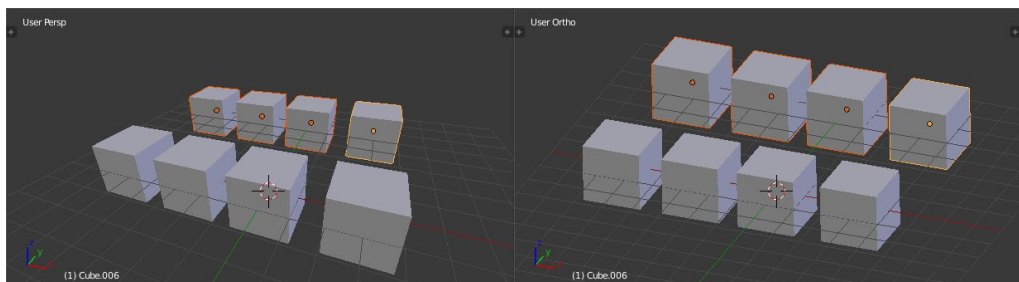 User Persp
User Ortho
z
y
x
(1) Cube.006
z
y
x
(1) Cube.006